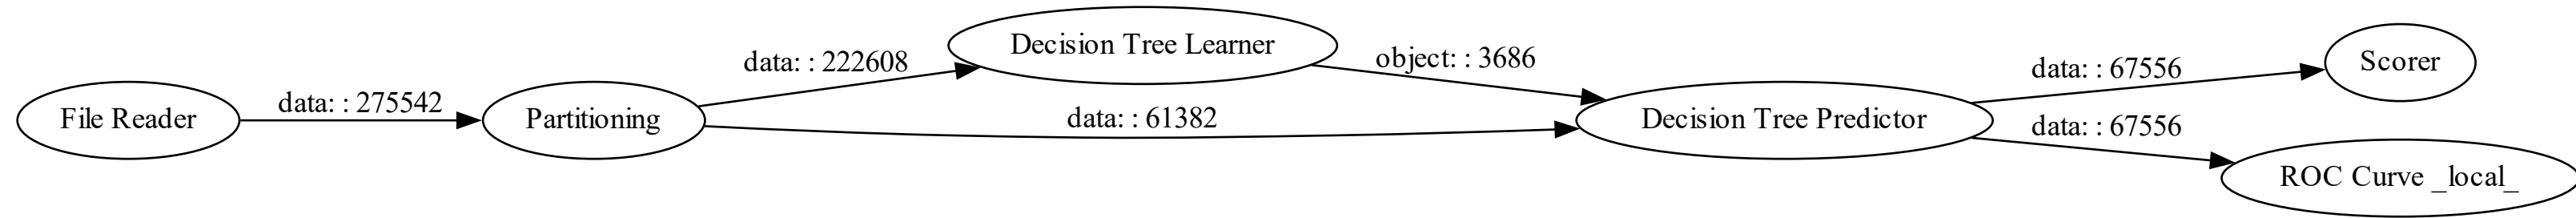 File Reader
data: : 275542
Partitioning
data: : 222608
Decision Tree Learner
object: : 3686
data: : 61382
Decision Tree Predictor
data: : 67556
Scorer
data: : 67556
ROC Curve _local_